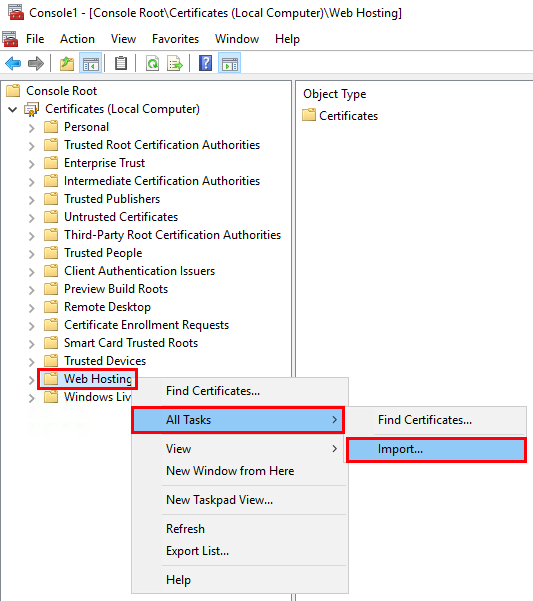 Console1 - [Console Root\Certificates (Local Computer)\Web Hosting]
File Action View Favorites Window Help
Console Root
Certificates (Local Computer)
Personal
Trusted Root Certification Authorities
Enterprise Trust
Intermediate Certification Authorities
Trusted Publishers
Untrusted Certificates
Third-Party Root Certification Authorities
Trusted People
Client Authentication Issuers
Preview Build Roots
Remote Desktop
Certificate Enrollment Requests
Smart Card Trusted Roots
Trusted Devices
Web Hosting
Windows Liv
Object Type
Certificates
Find Certificates...
All Tasks
View
New Window from Here
New Taskpad View...
Refresh
Export List...
Help
Find Certificates...
Import...